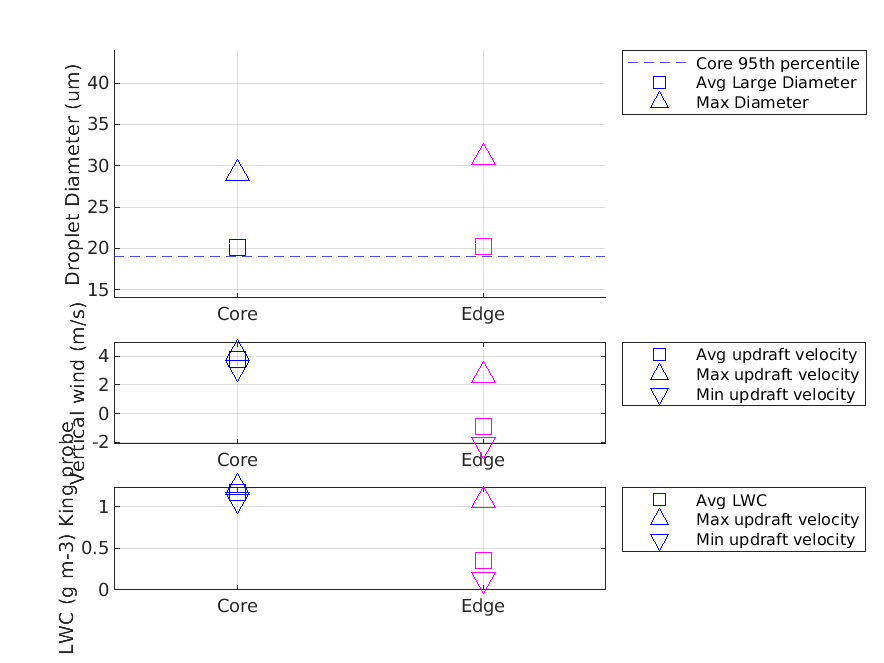 Droplet Diameter (um)
40
35
30
25
20
15
Core
Edge
Core 95th percentile
Avg Large Diameter
Max Diameter
Vertical wind (m/s)
4
2
0
-2
Core
Edge
Avg updraft velocity
Max updraft velocity
Min updraft velocity
LWC (g m-3) King probe
1
0.5
0
Core
Edge
Avg LWC
Max updraft velocity
Min updraft velocity